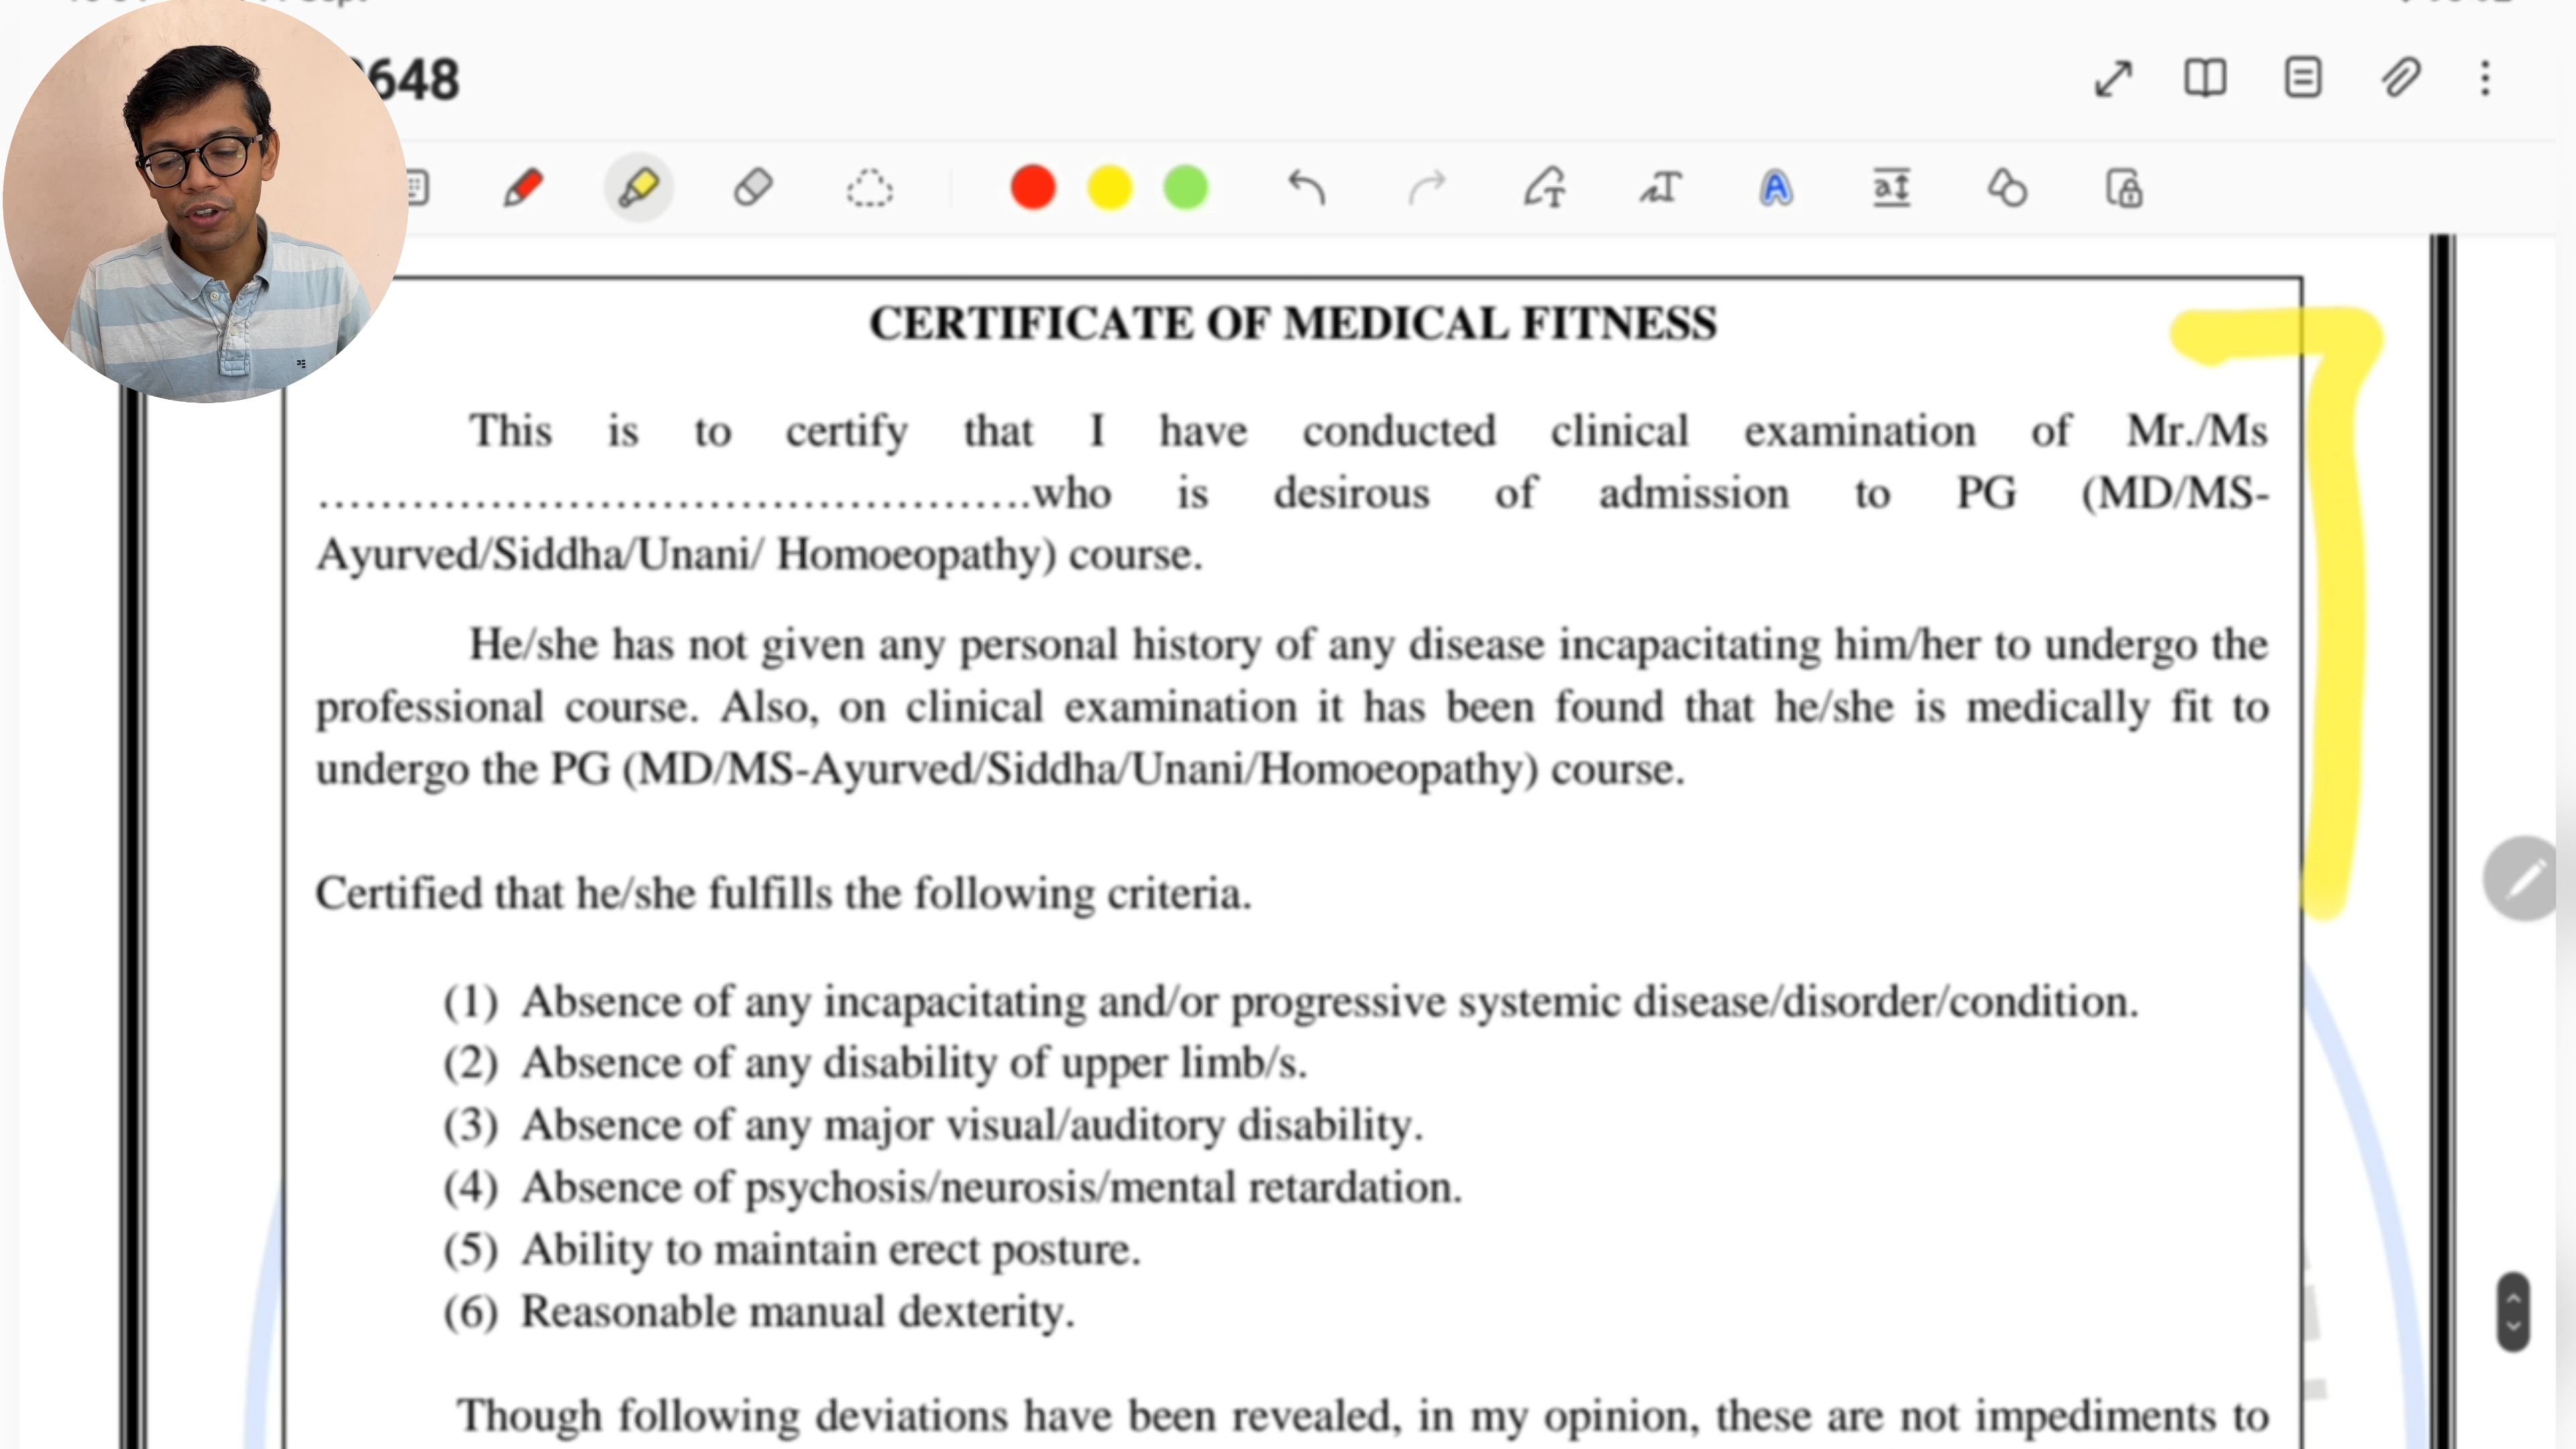 648
CERTIFICATE OF MEDICAL FITNESS
This is to certify that I have conducted clinical examination of Mr./Ms
............................................who is desirous of admission to PG (MD/MS-
Ayurved/Siddha/Unani/ Homoeopathy) course.
He/she has not given any personal history of any disease incapacitating him/her to undergo the
professional course. Also, on clinical examination it has been found that he/she is medically fit to
undergo the PG (MD/MS-Ayurved/Siddha/Unani/Homoeopathy) course.
Certified that he/she fulfills the following criteria.
(1) Absence of any incapacitating and/or progressive systemic disease/disorder/condition.
(2) Absence of any disability of upper limb/s.
(3) Absence of any major visual/auditory disability.
(4) Absence of psychosis/neurosis/mental retardation.
(5) Ability to maintain erect posture.
(6) Reasonable manual dexterity.
Though following deviations have been revealed, in my opinion, these are not impediments to